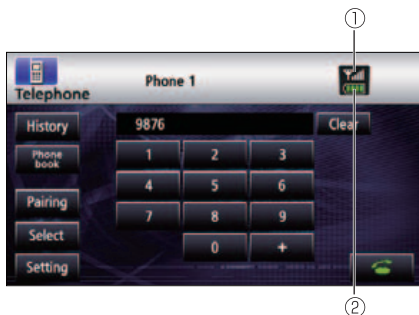 ①
Telephone
Phone 1
History
9876
Clear
Phone
book
1 2 3
4 5 6
Pairing
7 8 9
Select
0 +
Setting
②